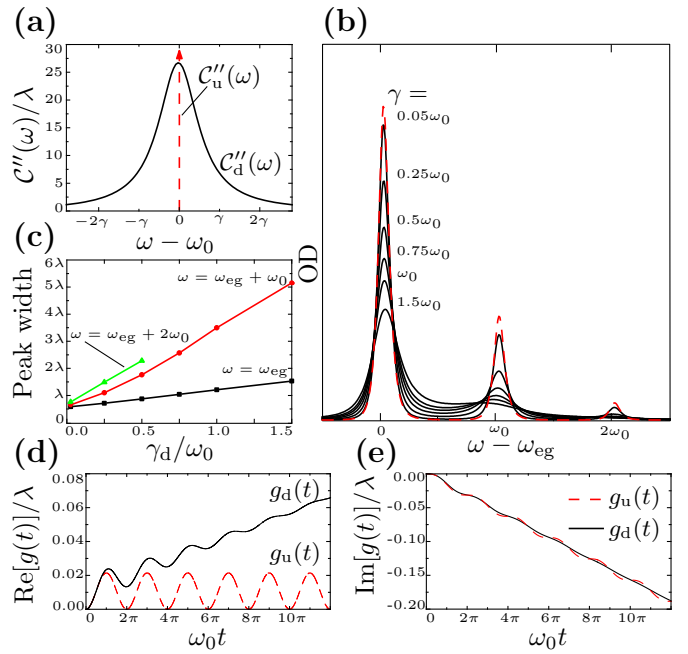 (a)
30
25
20
15
10
5
0
C''(ω)/λ
C''u(ω)
C''d(ω)
−2γ −γ 0 γ 2γ
ω − ω0
(b)
γ =
0.05ω0
0.25ω0
0.5ω0
0.75ω0
ω0
1.5ω0
OD
0 ω0 2ω0
ω − ωeg
(c)
6λ
5λ
4λ
3λ
2λ
λ
0
Peak width
ω = ωeg + ω0
ω = ωeg + 2ω0
ω = ωeg
0.0 0.5 1.0 1.5
γd/ω0
(d)
0.08
0.06
0.04
0.02
0.00
Re[g(t)]/λ
gd(t)
gu(t)
0 2π 4π 6π 8π 10π
ω0t
(e)
0.00
-0.05
-0.10
-0.15
-0.20
Im[g(t)]/λ
gu(t)
gd(t)
0 2π 4π 6π 8π 10π
ω0t